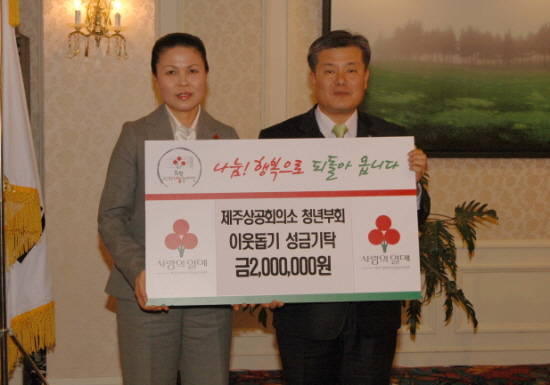 나눔! 행복으로 되돌아 옵니다
제주상공회의소 청년부회
이웃돕기 성금기탁
금2,000,000원
사랑의열매
사랑의열매